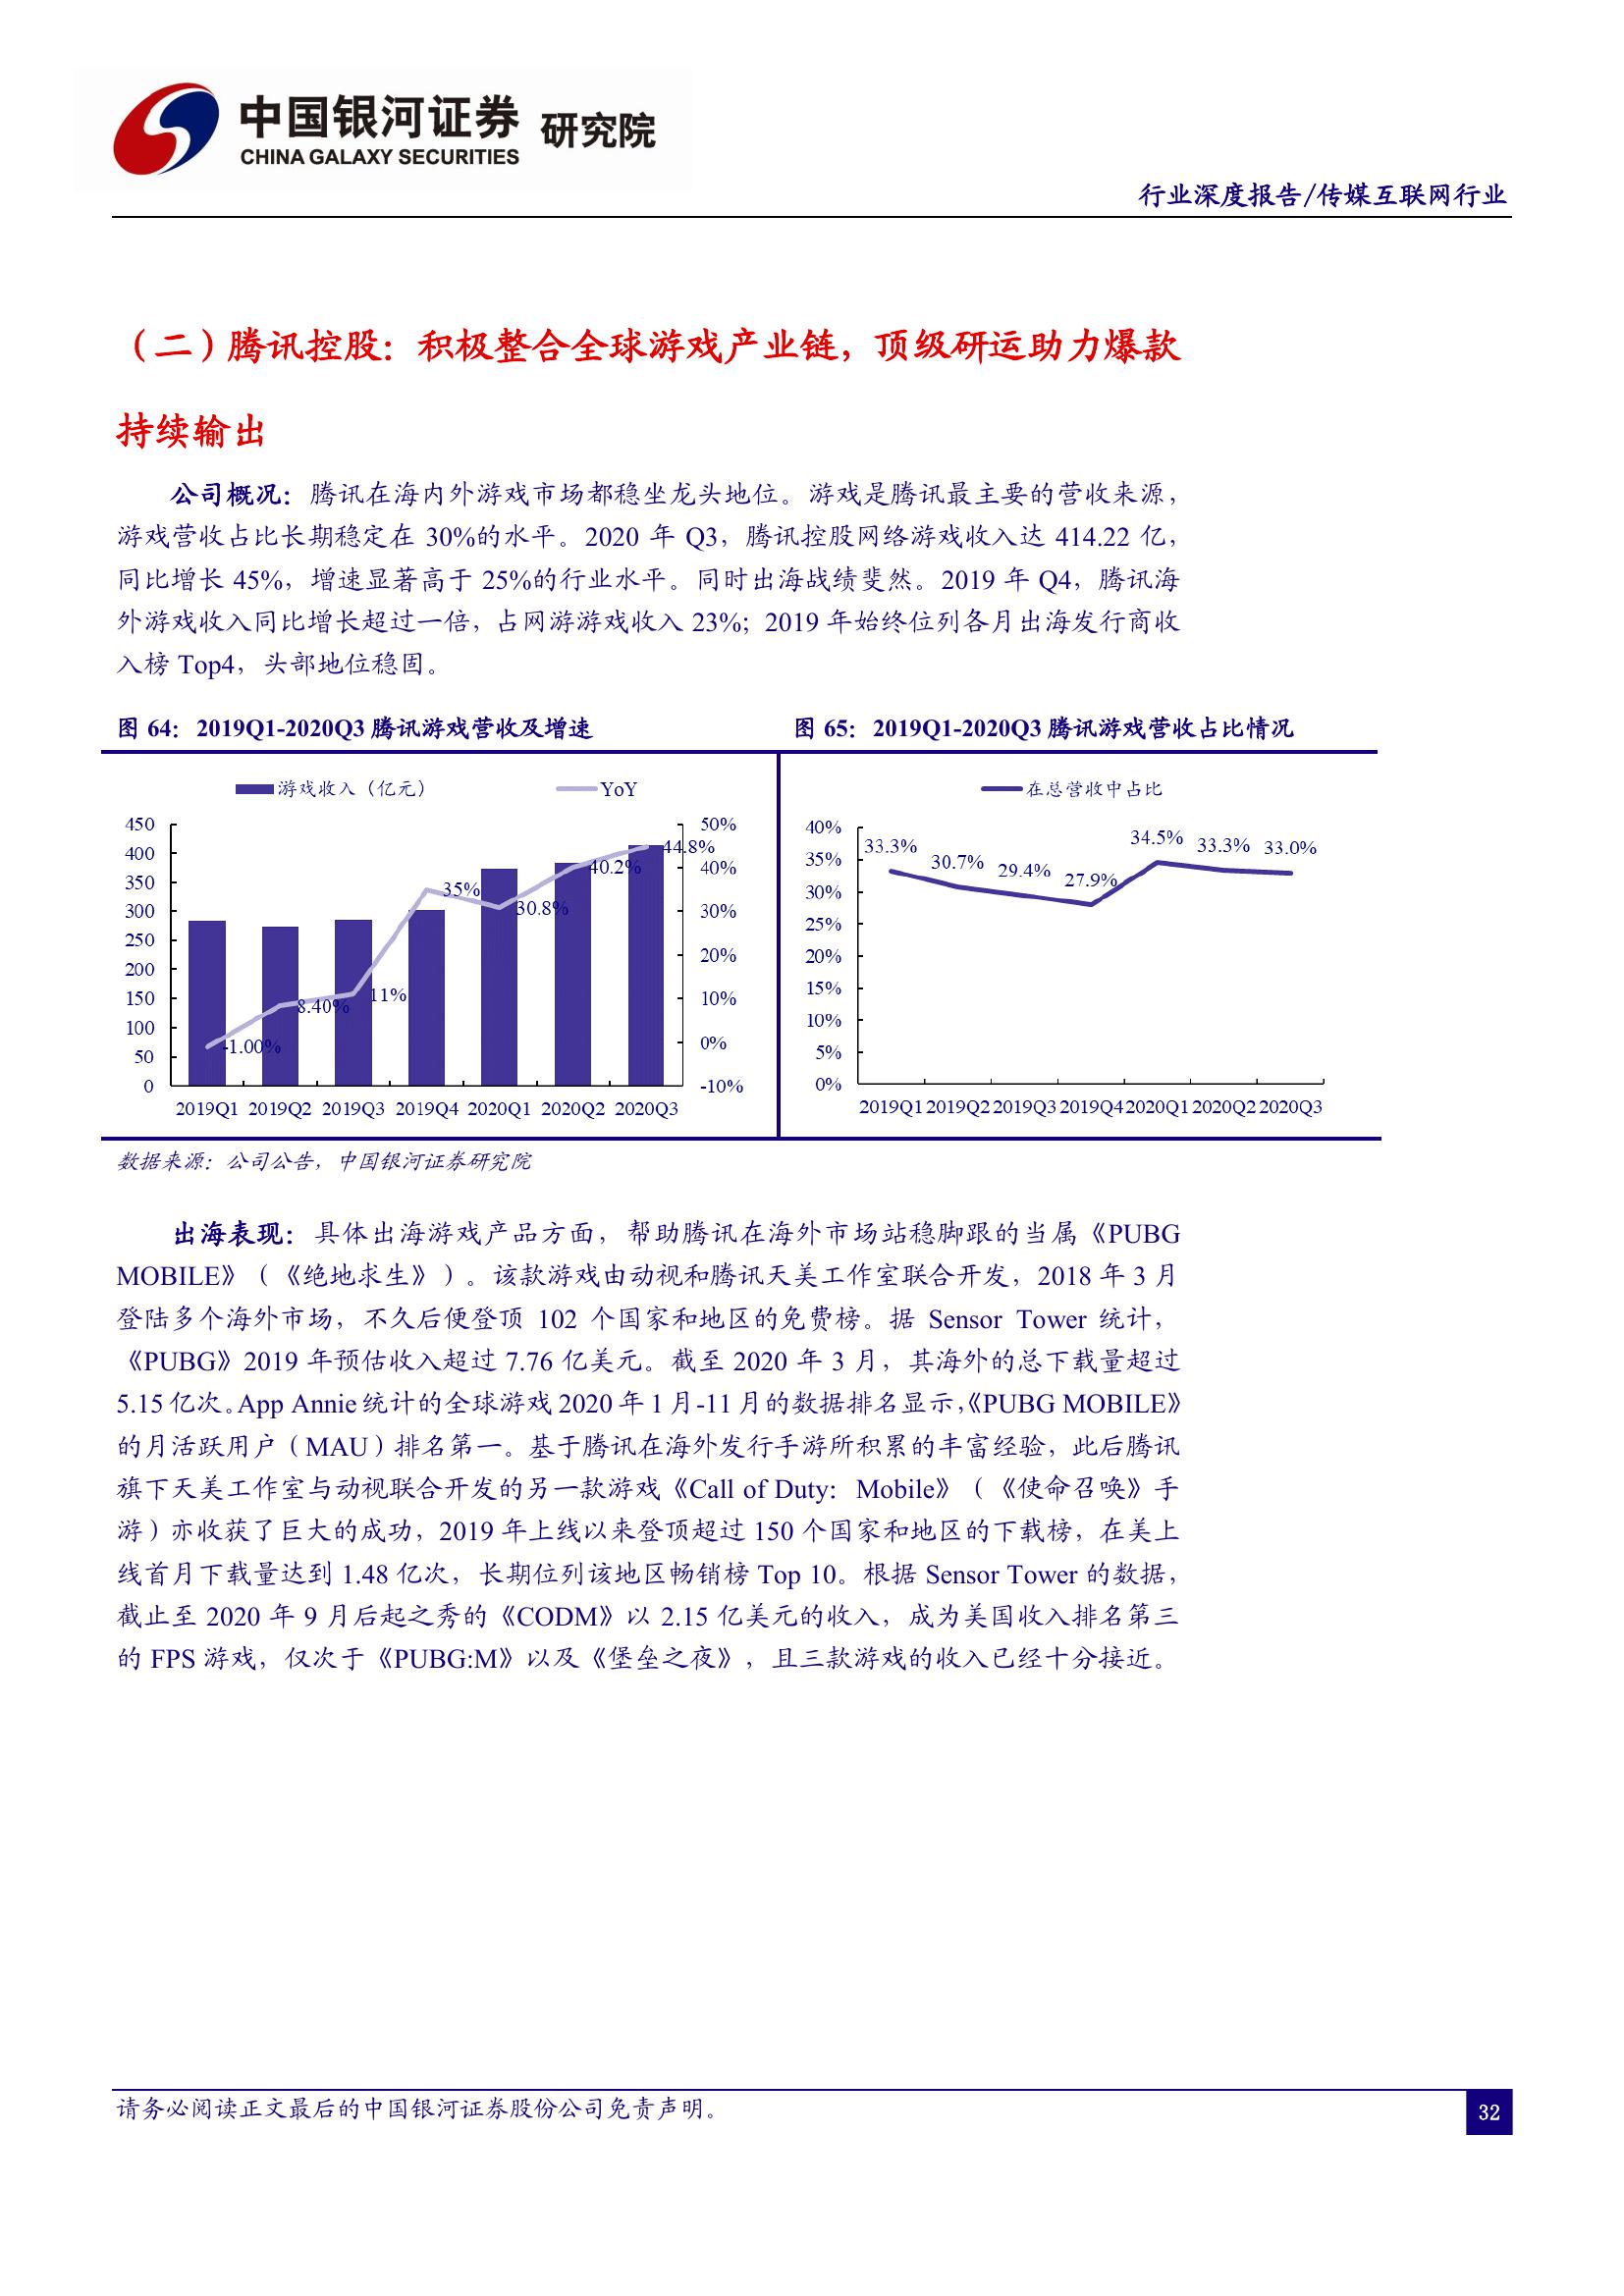 中国银河证券 研究院
CHINA GALAXY SECURITIES
行业深度报告/传媒互联网行业
（二）腾讯控股：积极整合全球游戏产业链，顶级研运助力爆款
持续输出
公司概况：腾讯在海内外游戏市场都稳坐龙头地位。游戏是腾讯最主要的营收来源，
游戏营收占比长期稳定在 30%的水平。2020 年 Q3，腾讯控股网络游戏收入达 414.22 亿，
同比增长 45%，增速显著高于 25%的行业水平。同时出海战绩斐然。2019 年 Q4，腾讯海
外游戏收入同比增长超过一倍，占网游游戏收入 23%；2019 年始终位列各月出海发行商收
入榜 Top4，头部地位稳固。
图 64：2019Q1-2020Q3 腾讯游戏营收及增速
游戏收入（亿元） YoY
450
400
350
300
250
200
150
100
50
0
50%
40%
30%
20%
10%
0%
-10%
-1.00%
8.40%
11%
35%
30.8%
40.2%
44.8%
2019Q1 2019Q2 2019Q3 2019Q4 2020Q1 2020Q2 2020Q3
图 65：2019Q1-2020Q3 腾讯游戏营收占比情况
在总营收中占比
40%
35%
30%
25%
20%
15%
10%
5%
0%
33.3%
30.7%
29.4%
27.9%
34.5%
33.3%
33.0%
2019Q1 2019Q2 2019Q3 2019Q4 2020Q1 2020Q2 2020Q3
数据来源：公司公告，中国银河证券研究院
出海表现：具体出海游戏产品方面，帮助腾讯在海外市场站稳脚跟的当属《PUBG
MOBILE》（《绝地求生》）。该款游戏由动视和腾讯天美工作室联合开发，2018 年 3 月
登陆多个海外市场，不久后便登顶 102 个国家和地区的免费榜。据 Sensor Tower 统计，
《PUBG》2019 年预估收入超过 7.76 亿美元。截至 2020 年 3 月，其海外的总下载量超过
5.15 亿次。App Annie 统计的全球游戏 2020 年 1 月-11 月的数据排名显示，《PUBG MOBILE》
的月活跃用户（MAU）排名第一。基于腾讯在海外发行手游所积累的丰富经验，此后腾讯
旗下天美工作室与动视联合开发的另一款游戏《Call of Duty：Mobile》（《使命召唤》手
游）亦收获了巨大的成功，2019 年上线以来登顶超过 150 个国家和地区的下载榜，在美上
线首月下载量达到 1.48 亿次，长期位列该地区畅销榜 Top 10。根据 Sensor Tower 的数据，
截止至 2020 年 9 月后起之秀的《CODM》以 2.15 亿美元的收入，成为美国收入排名第三
的 FPS 游戏，仅次于《PUBG:M》以及《堡垒之夜》，且三款游戏的收入已经十分接近。
请务必阅读正文最后的中国银河证券股份公司免责声明。
32